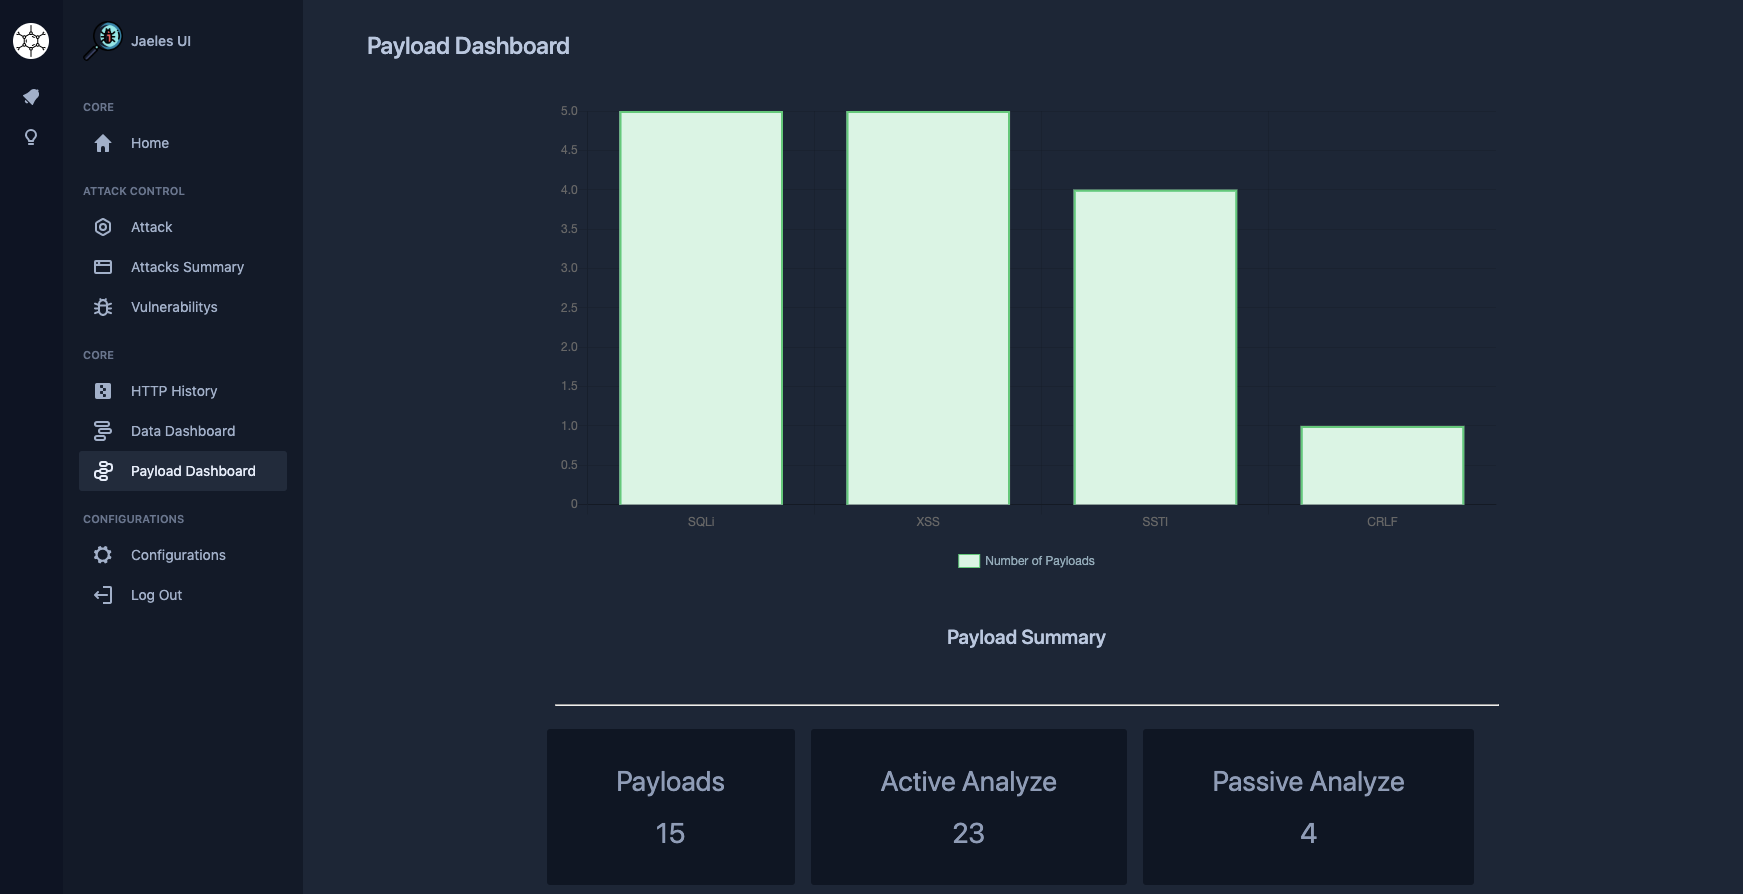 Jaeles UI
CORE
Home
ATTACK CONTROL
Attack
Attacks Summary
Vulnerabilitys
CORE
HTTP History
Data Dashboard
Payload Dashboard
CONFIGURATIONS
Configurations
Log Out
Payload Dashboard
5.0
4.5
4.0
3.5
3.0
2.5
2.0
1.5
1.0
0.5
0
SQLi XSS SSTI CRLF
Number of Payloads
Payload Summary
Payloads
15
Active Analyze
23
Passive Analyze
4